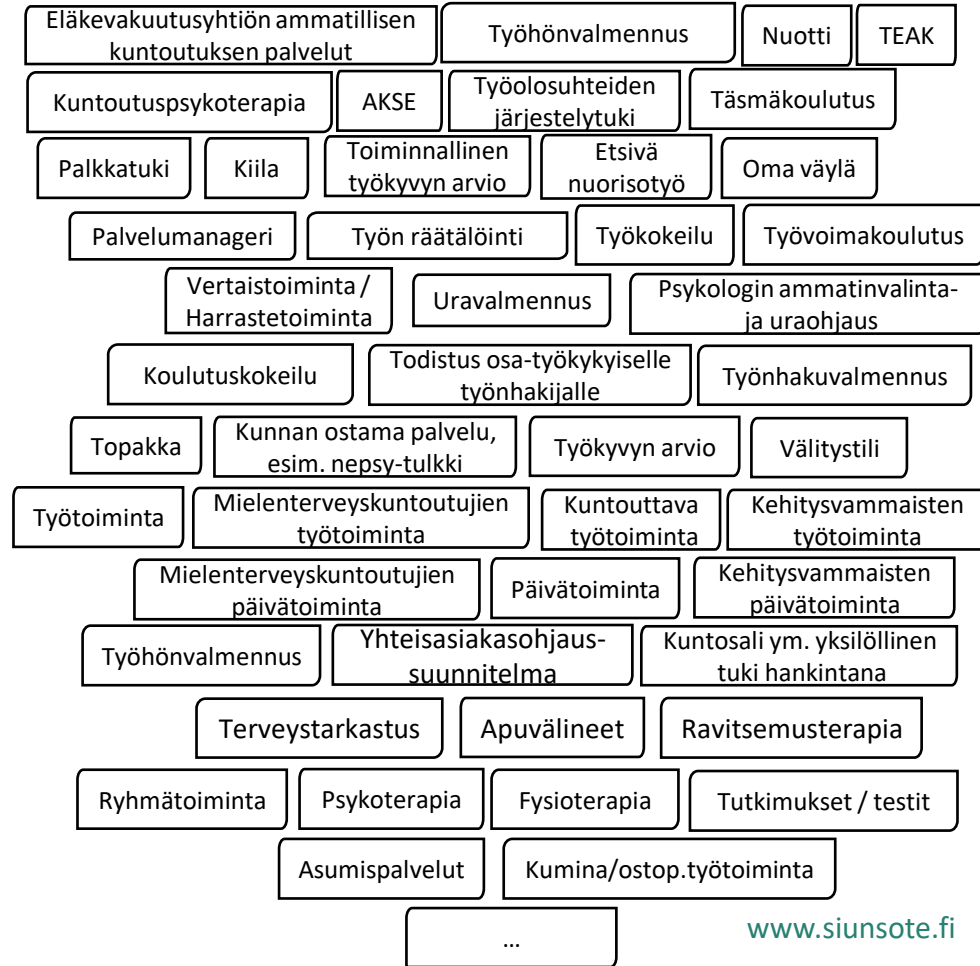 Eläkevakuutusyhtiön ammatillisen
kuntoutuksen palvelut
Työhönvalmennus
Nuotti
TEAK
Kuntoutuspsykoterapia
AKSE
Työolosuhteiden
järjestelytuki
Täsmäkoulutus
Palkkatuki
Kiila
Toiminnallinen
työkyvyn arvio
Etsivä
nuorisotyö
Oma väylä
Palvelumanageri
Työn räätälöinti
Työkokeilu
Työvoimakoulutus
Vertaistoiminta /
Harrastetoiminta
Uravalmennus
Psykologin ammatinvalinta-
ja uraohjaus
Koulutuskokeilu
Todistus osa-työkykyiselle
työnhakijalle
Työnhakuvalmennus
Topakka
Kunnan ostama palvelu,
esim. nepsy-tulkki
Työkyvyn arvio
Välitystili
Työtoiminta
Mielenterveyskuntoutujien
työtoiminta
Kuntouttava
työtoiminta
Kehitysvammaisten
työtoiminta
Mielenterveyskuntoutujien
päivätoiminta
Päivätoiminta
Kehitysvammaisten
päivätoiminta
Työhönvalmennus
Yhteisasiakasohjaus-
suunnitelma
Kuntosali ym. yksilöllinen
tuki hankintana
Terveystarkastus
Apuvälineet
Ravitsemusterapia
Ryhmätoiminta
Psykoterapia
Fysioterapia
Tutkimukset / testit
Asumispalvelut
Kumina/ostop.työtoiminta
...
www.siunsote.fi